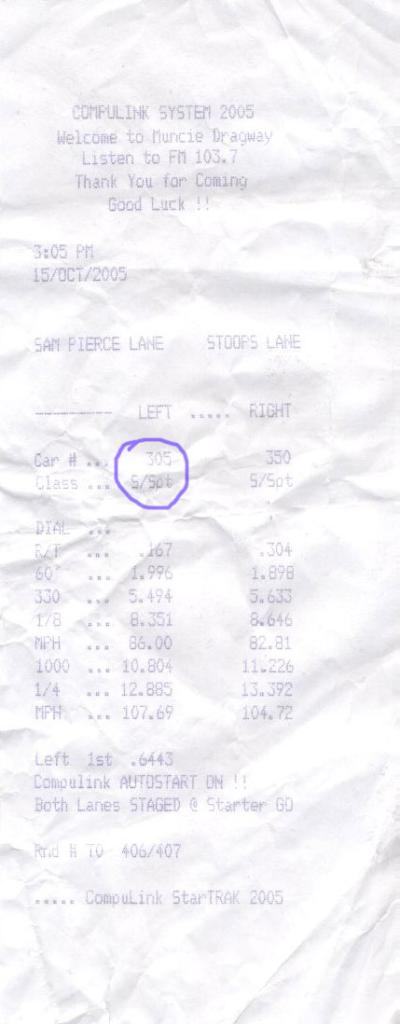 COMPULINK SYSTEM 2005
Welcome to Muncie Dragway
Listen to FM 103.7
Thank You for Coming
Good Luck !!
3:05 PM
15/OCT/2005
SAM PIERCE LANE STOOPS LANE
--------- LEFT ..... RIGHT
Car # ... 305 350
Class ... S/Spt S/Spt
DIAL ...
R/T ... .167 .304
60' ... 1.996 1.898
330 ... 5.494 5.633
1/8 ... 8.351 8.646
MPH ... 86.00 82.81
1000 ... 10.804 11.226
1/4 ... 12.885 13.392
MPH ... 107.69 104.72
Left 1st .6443
Compulink AUTOSTART ON !!
Both Lanes STAGED @ Starter GO
Rnd H TO 406/407
..... CompuLink StarTRAK 2005